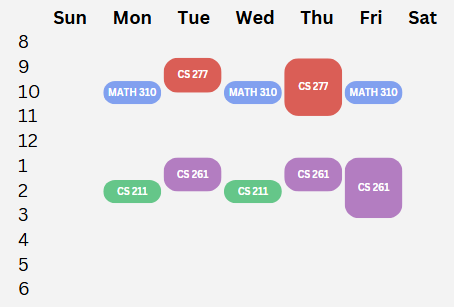 Sun Mon Tue Wed Thu Fri Sat
8
9
CS 277
CS 277
10
MATH 310 MATH 310 MATH 310
11
12
1
CS 261 CS 261
CS 261
2
CS 211 CS 211
3
4
5
6